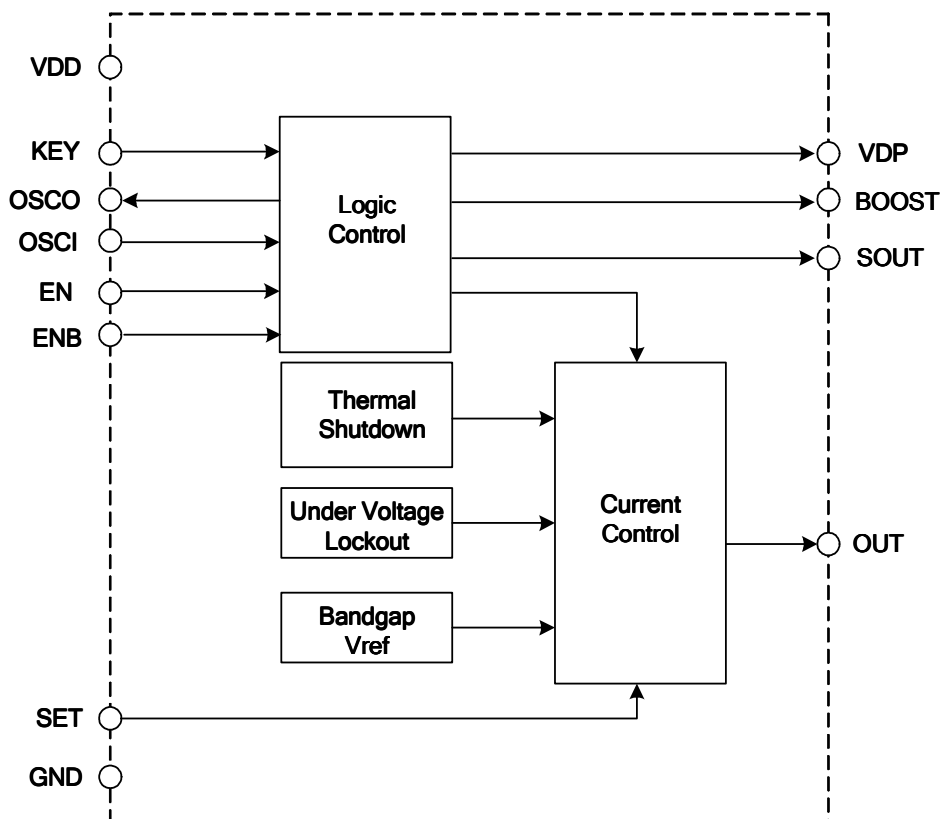 VDD
KEY
OSCO
OSCI
EN
ENB
SET
GND
Logic
Control
Thermal
Shutdown
Under Voltage
Lockout
Bandgap
Vref
Current
Control
VDP
BOOST
SOUT
OUT